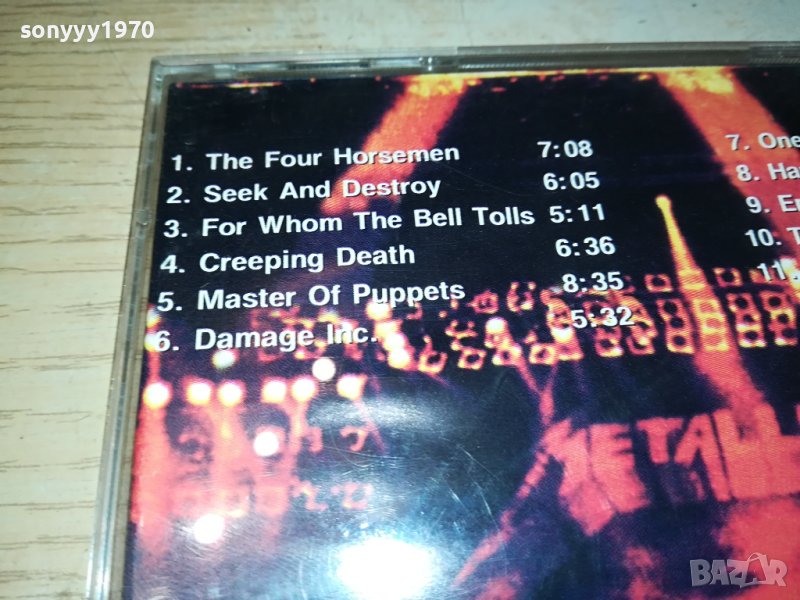 sonyyy1970
1. The Four Horsemen 7:08
2. Seek And Destroy 6:05
3. For Whom The Bell Tolls 5:11
4. Creeping Death 6:36
5. Master Of Puppets 8:35
6. Damage Inc. 5:32
7. One
8. Ha
9. E
10. T
11.
METALL
BAZAR